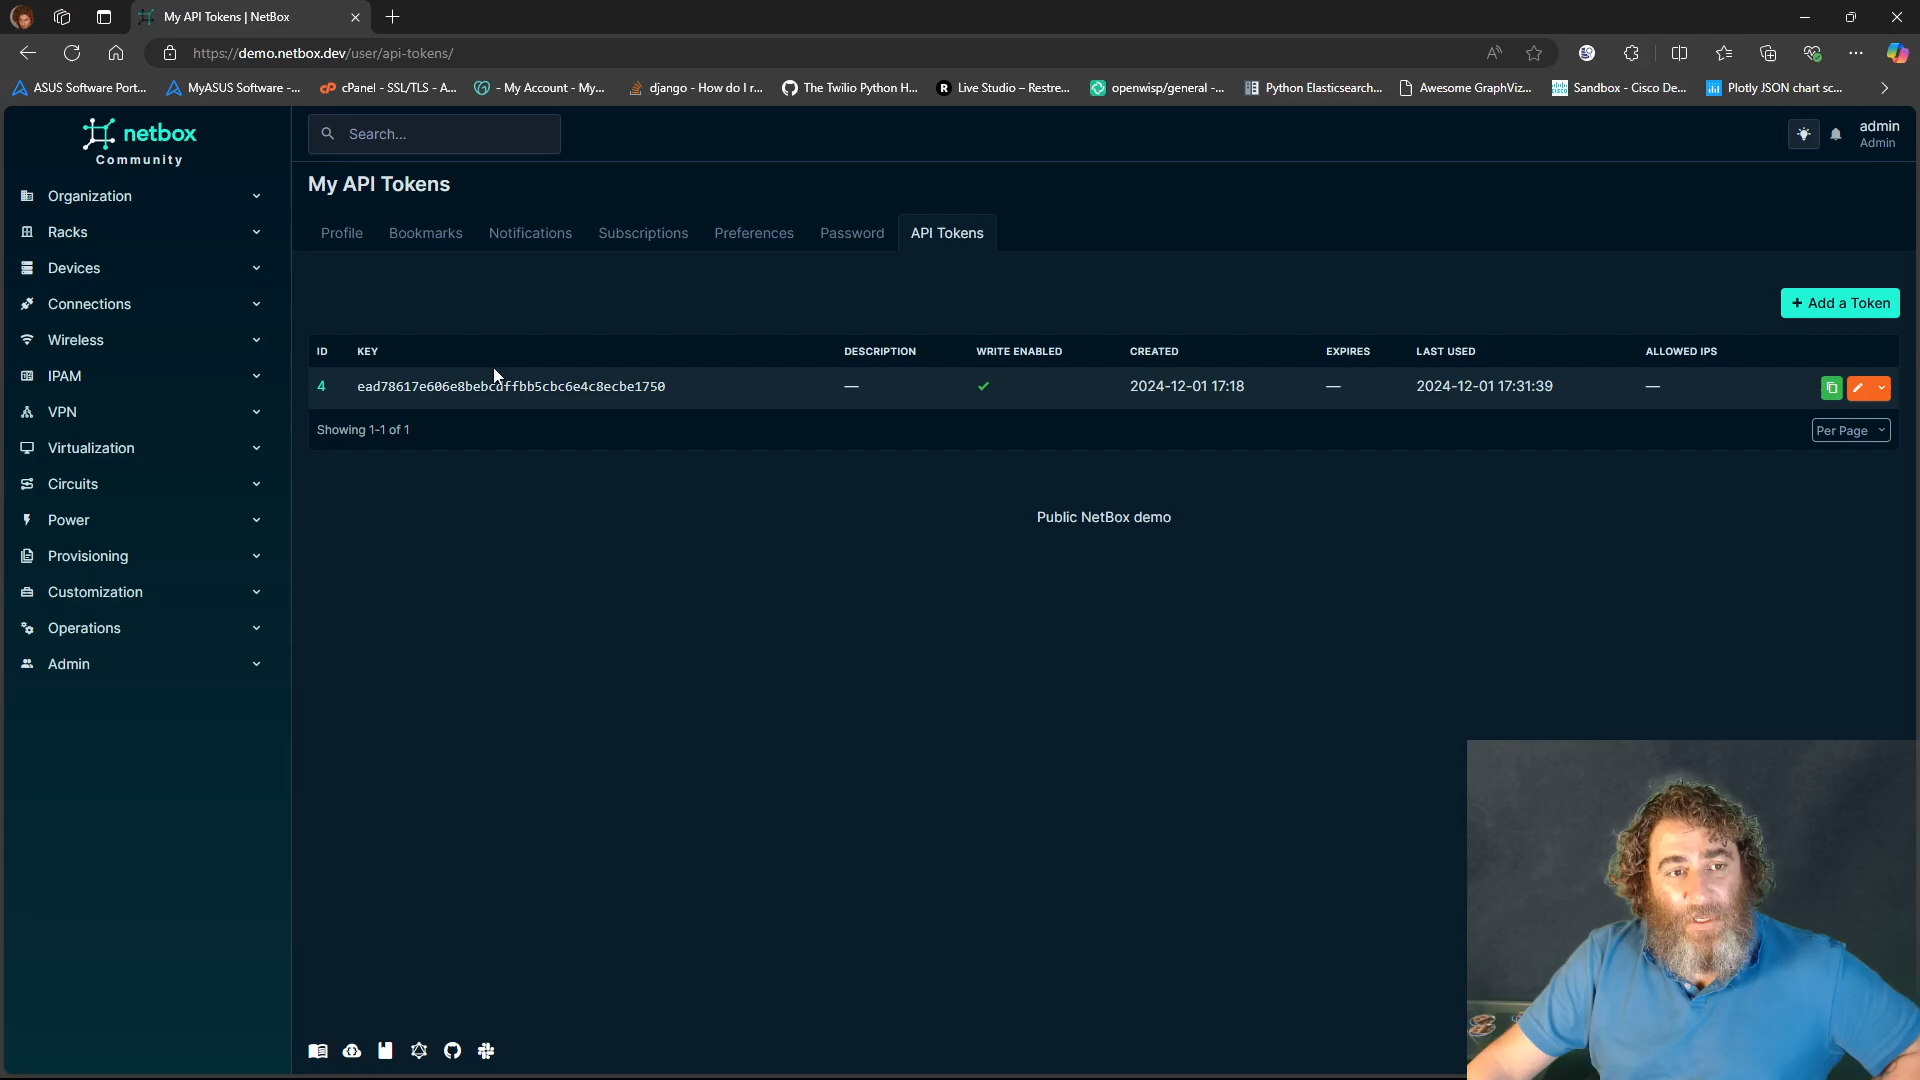 My API Tokens | NetBox
https://demo.netbox.dev/user/api-tokens/
ASUS Software Port...
MyASUS Software -...
cPanel - SSL/TLS - A...
- My Account - My...
django - How do I r...
The Twilio Python H...
Live Studio – Restre...
openwisp/general -...
Python Elasticsearch...
Awesome GraphViz...
Sandbox - Cisco De...
Plotly JSON chart sc...
netbox
Community
Search...
admin
Admin
My API Tokens
Profile
Bookmarks
Notifications
Subscriptions
Preferences
Password
API Tokens
Organization
Racks
Devices
Connections
Wireless
IPAM
VPN
Virtualization
Circuits
Power
Provisioning
Customization
Operations
Admin
+ Add a Token
ID KEY DESCRIPTION WRITE ENABLED CREATED EXPIRES LAST USED ALLOWED IPS
4 — 2024-12-01 17:18 — 2024-12-01 17:31:39 —
Showing 1-1 of 1
Per Page
Public NetBox demo